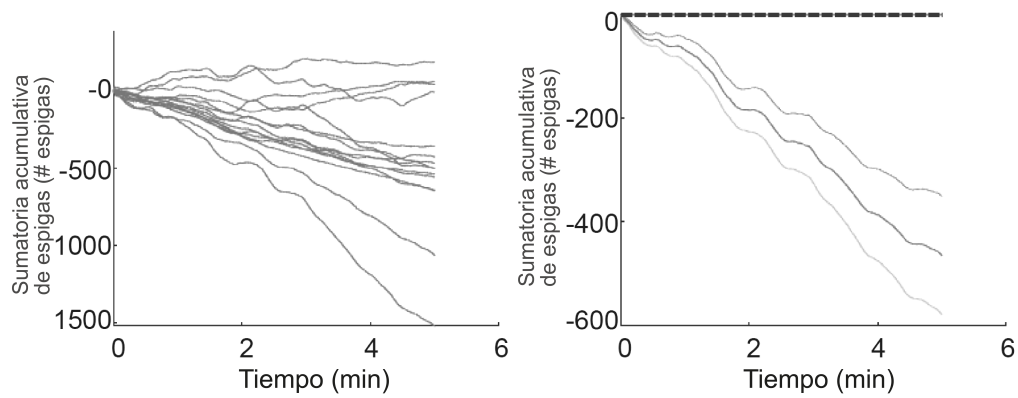 Sumatoria acumulativa
de espigas (# espigas)
-0
-500
1000
1500
0
2
4
6
Tiempo (min)
Sumatoria acumulativa
de espigas (# espigas)
0
-200
-400
-600
0
2
4
6
Tiempo (min)